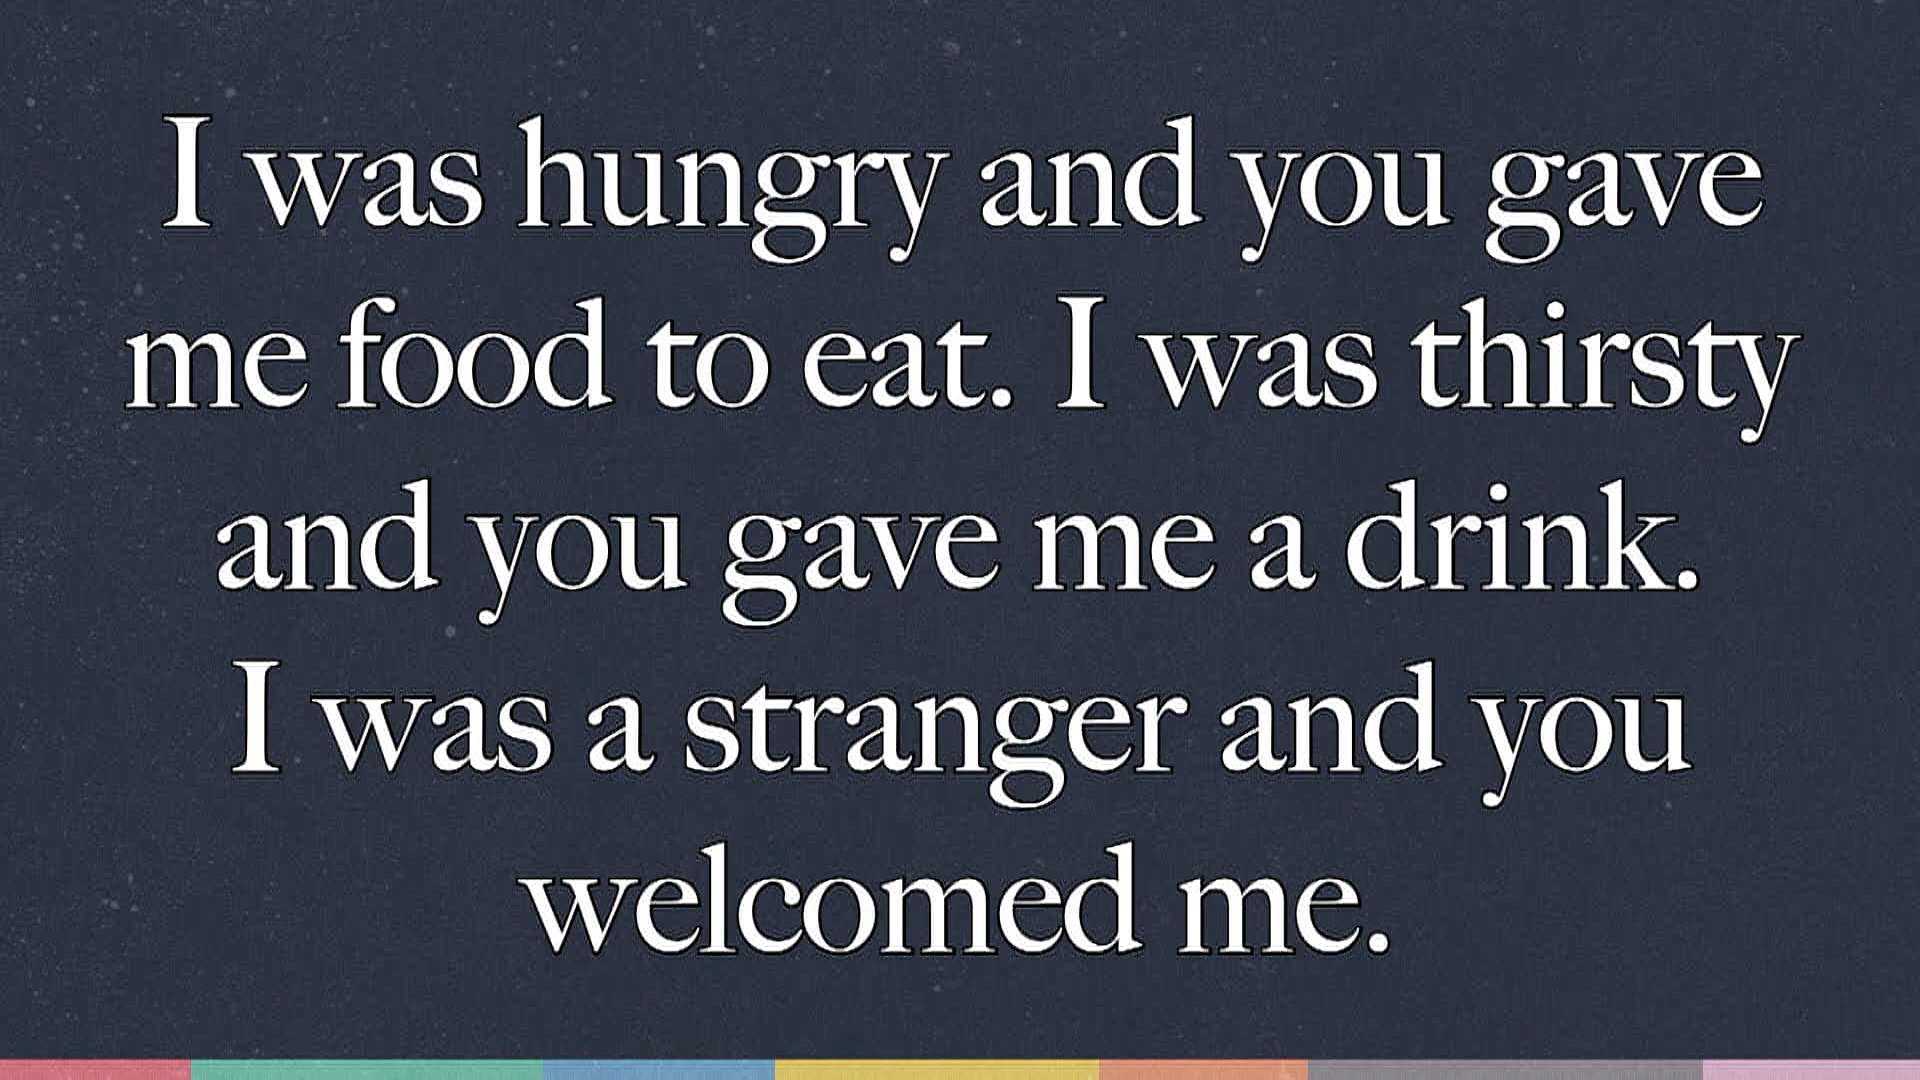 I was hungry and you gave
me food to eat. I was thirsty
and you gave me a drink.
I was a stranger and you
welcomed me.